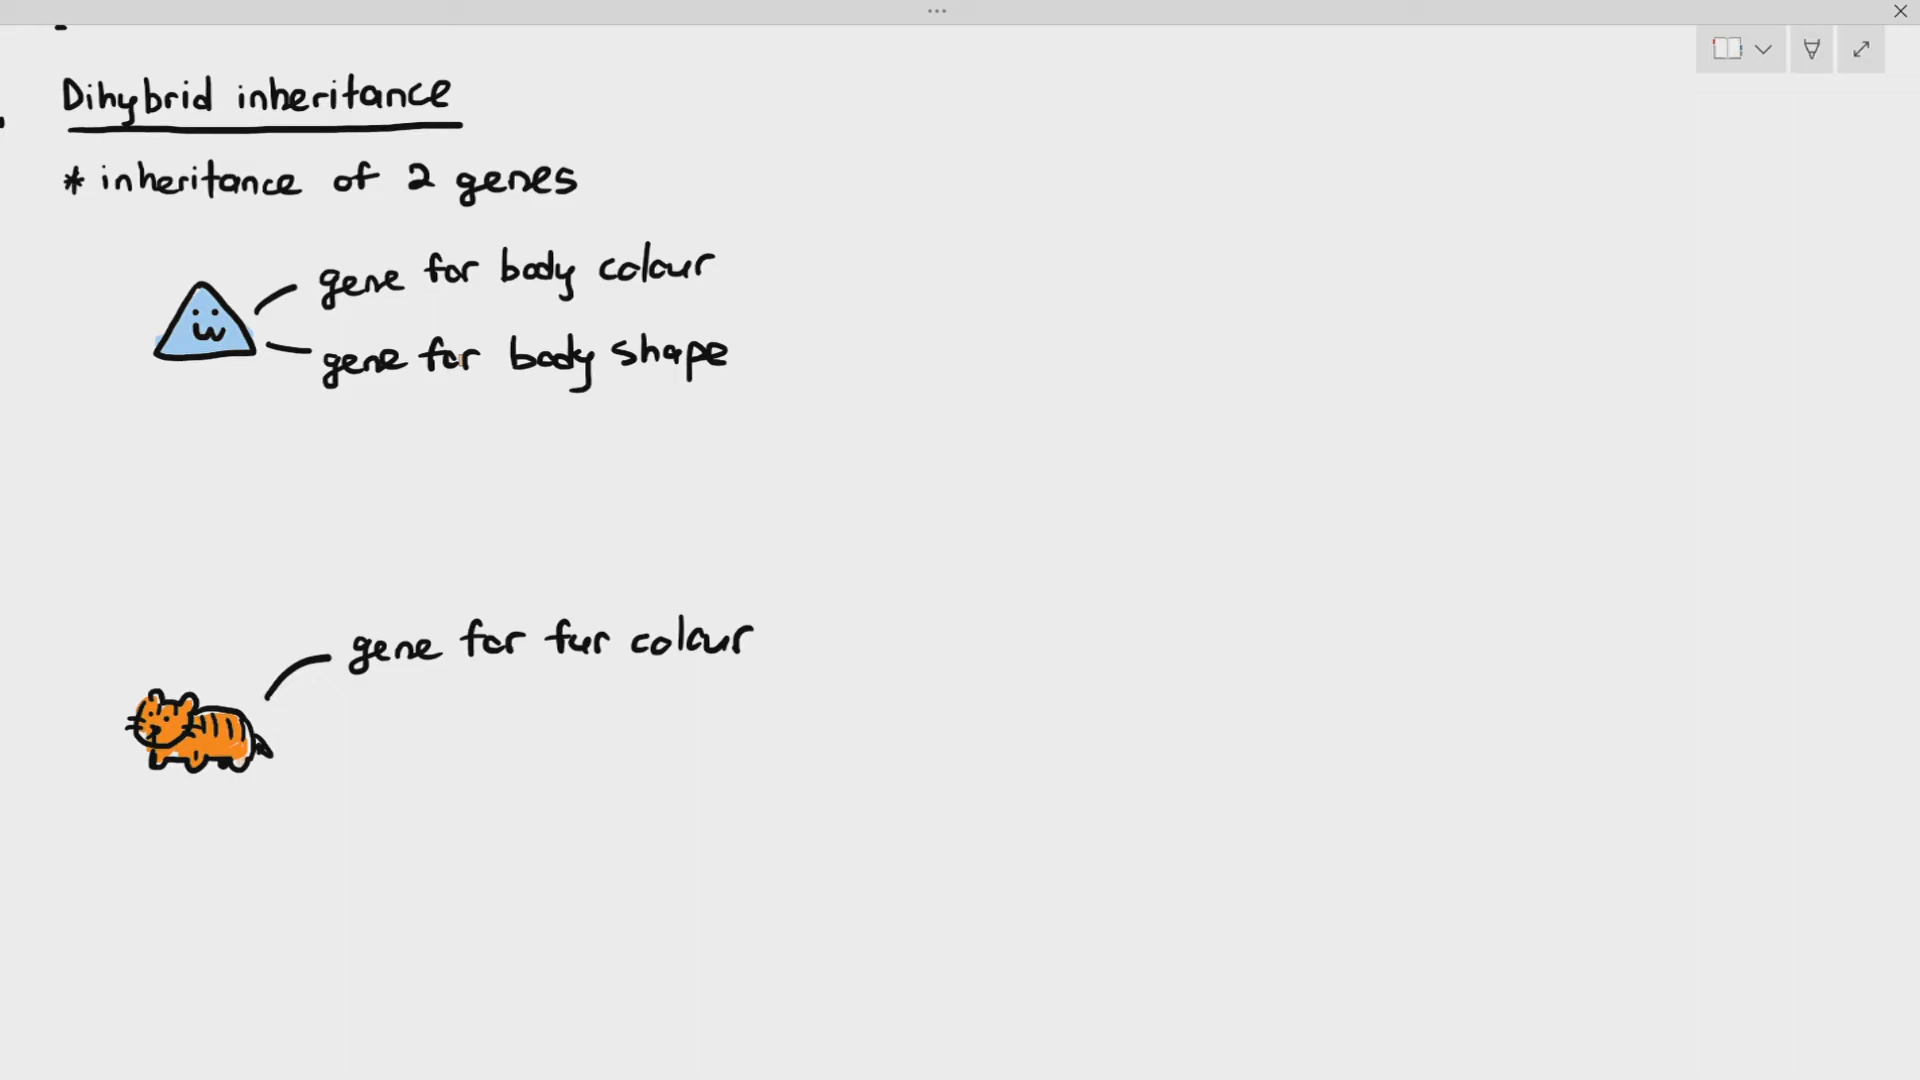 Dihybrid inheritance
* inheritance of 2 genes
gene for body colour
gene for body shape
gene for fur colour